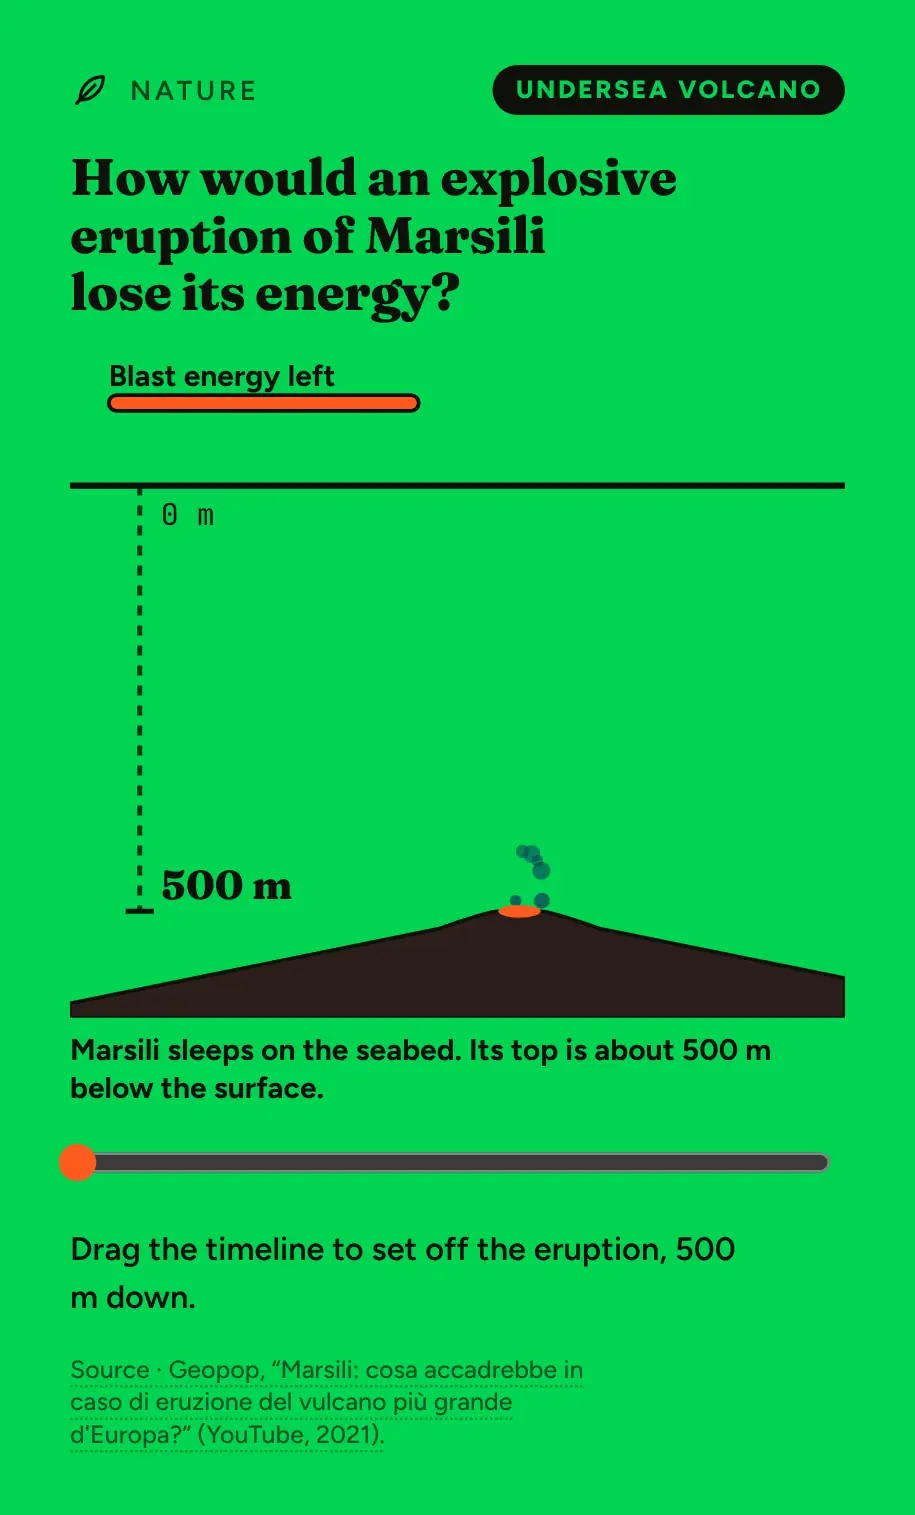 NATURE
UNDERSEA VOLCANO
How would an explosive
eruption of Marsili
lose its energy?
Blast energy left
0 m
500 m
Marsili sleeps on the seabed. Its top is about 500 m
below the surface.
Drag the timeline to set off the eruption, 500
m down.
Source · Geopop, “Marsili: cosa accadrebbe in
caso di eruzione del vulcano più grande
d'Europa?” (YouTube, 2021).